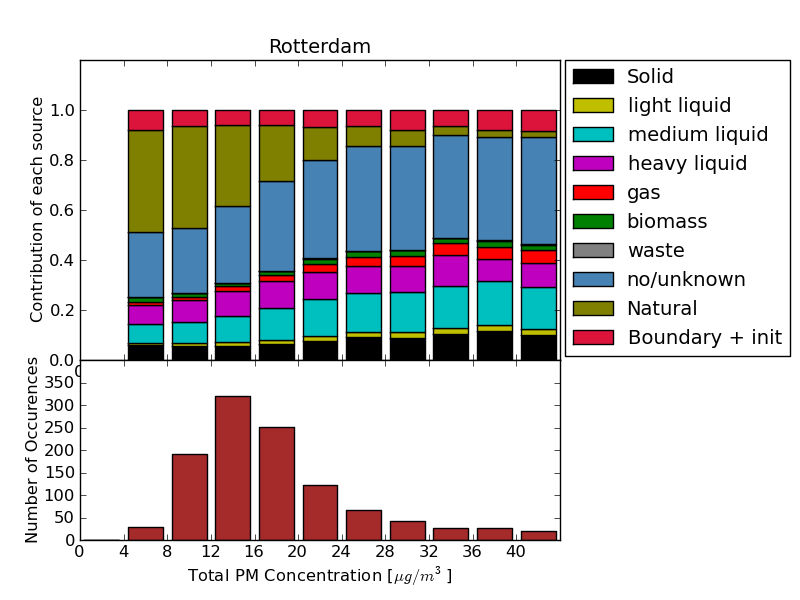 Rotterdam
Contribution of each source
1.0
0.8
0.6
0.4
0.2
0.0
0
Solid
light liquid
medium liquid
heavy liquid
gas
biomass
waste
no/unknown
Natural
Boundary + init
Number of Occurences
350
300
250
200
150
100
50
0
0 4 8 12 16 20 24 28 32 36 40
Total PM Concentration [μg/m³ ]